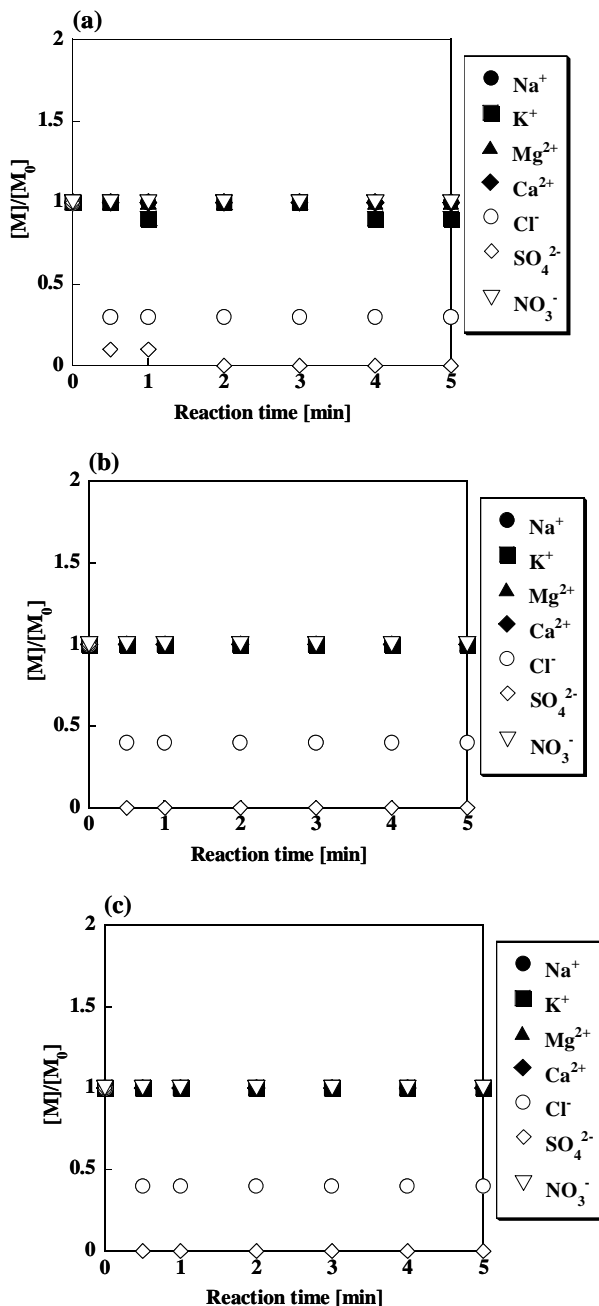 (a)
2
1.5
1
0.5
0
[M]/[M₀]
0 1 2 3 4 5
Reaction time [min]
Na⁺
K⁺
Mg²⁺
Ca²⁺
Cl⁻
SO₄²⁻
NO₃⁻
(b)
2
1.5
1
0.5
0
[M]/[M₀]
0 1 2 3 4 5
Reaction time [min]
Na⁺
K⁺
Mg²⁺
Ca²⁺
Cl⁻
SO₄²⁻
NO₃⁻
(c)
2
1.5
1
0.5
0
[M]/[M₀]
0 1 2 3 4 5
Reaction time [min]
Na⁺
K⁺
Mg²⁺
Ca²⁺
Cl⁻
SO₄²⁻
NO₃⁻